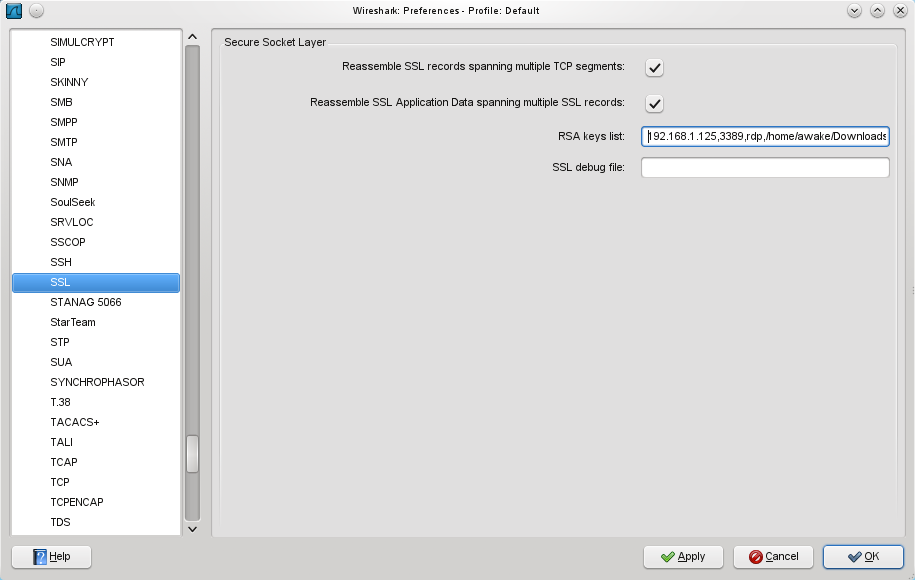 Wireshark: Preferences - Profile: Default
SIMULCRYPT
SIP
SKINNY
SMB
SMPP
SMTP
SNA
SNMP
SoulSeek
SRVLOC
SSCOP
SSH
SSL
STANAG 5066
StarTeam
STP
SUA
SYNCHROPHASOR
T.38
TACACS+
TALI
TCAP
TCP
TCPENCAP
TDS
Secure Socket Layer
Reassemble SSL records spanning multiple TCP segments:
Reassemble SSL Application Data spanning multiple SSL records:
RSA keys list: 192.168.1.125,3389,rdp,/home/awake/Downloads
SSL debug file:
Help Apply Cancel OK